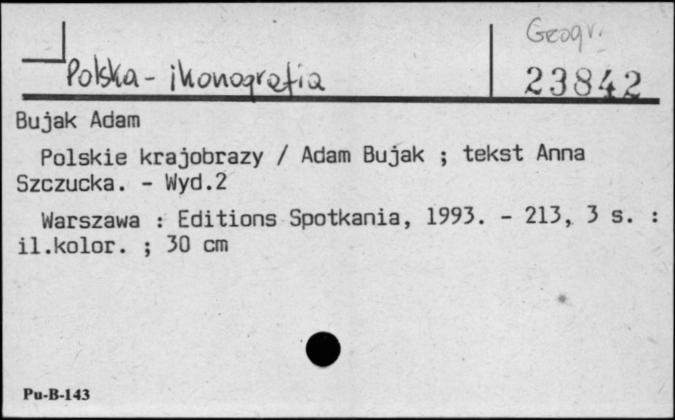 Geogr.
Polska - ikonografia
23842
Bujak Adam
Polskie krajobrazy / Adam Bujak ; tekst Anna
Szczucka. - Wyd.2
Warszawa : Editions Spotkania, 1993. - 213, 3 s. :
il.kolor. ; 30 cm
Pu-B-143